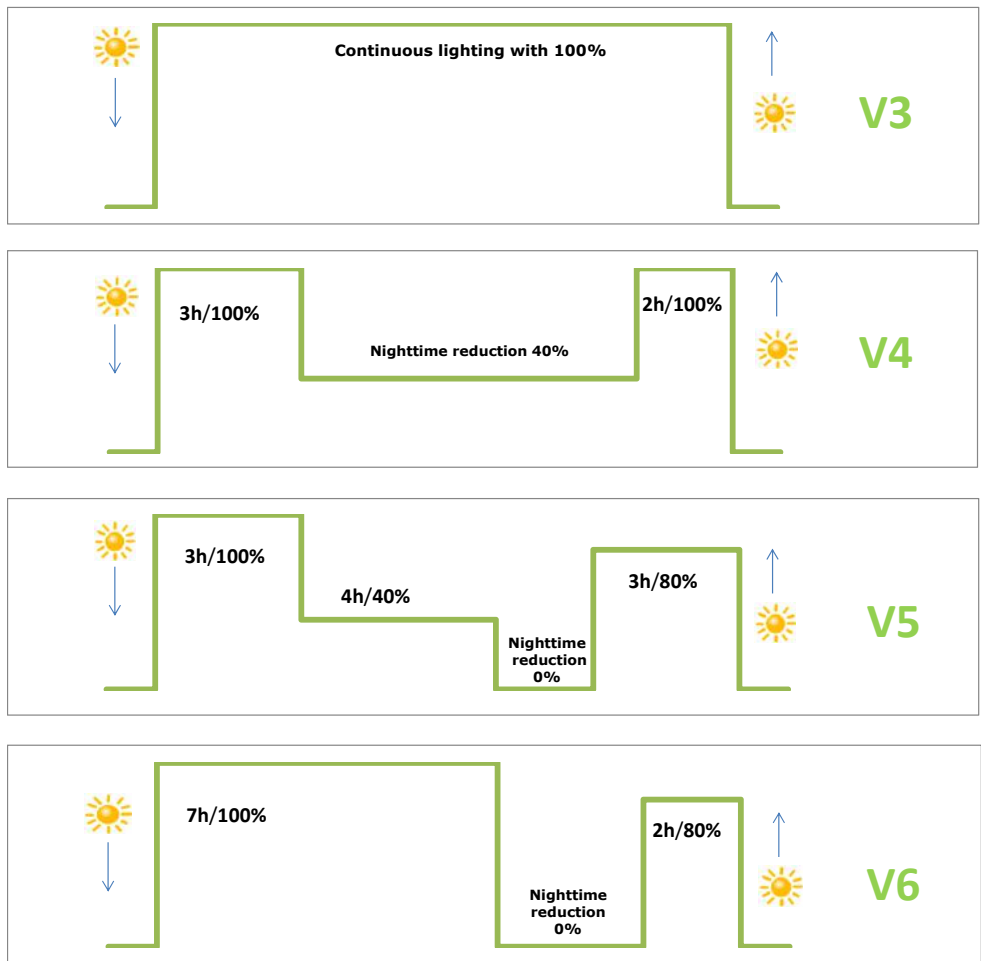 Continuous lighting with 100%
V3
3h/100%
2h/100%
Nighttime reduction 40%
V4
3h/100%
4h/40%
3h/80%
Nighttime
reduction
0%
V5
7h/100%
2h/80%
Nighttime
reduction
0%
V6